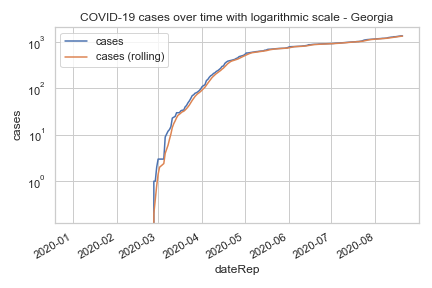 COVID-19 cases over time with logarithmic scale - Georgia
cases
cases (rolling)
10³
10²
10¹
10⁰
cases
2020-01
2020-02
2020-03
2020-04
2020-05
2020-06
2020-07
2020-08
dateRep